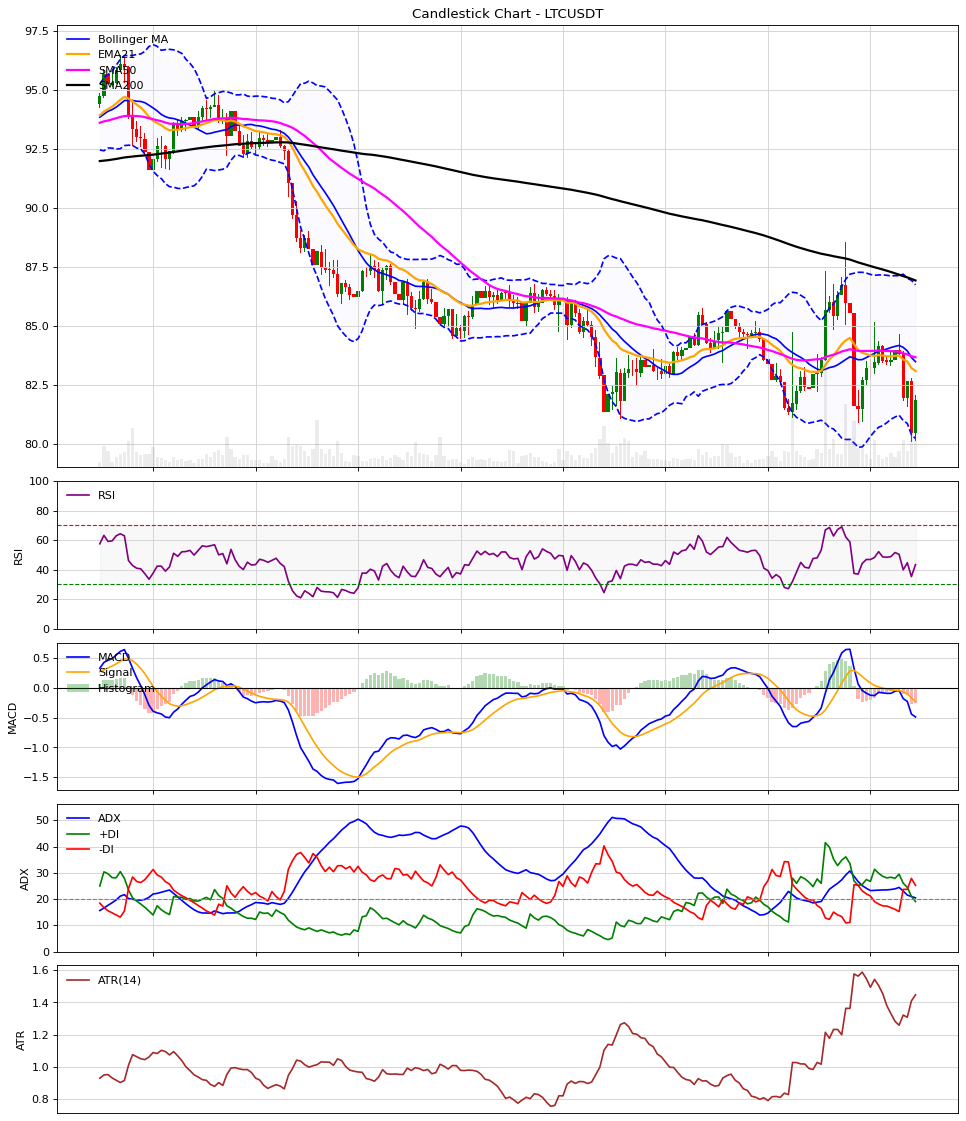 Candlestick Chart - LTCUSDT
97.5
95.0
92.5
90.0
87.5
85.0
82.5
80.0
Bollinger MA
EMA21
SMA50
SMA200
100
80
60
40
20
0
RSI
RSI
0.5
0.0
−0.5
−1.0
−1.5
MACD
MACD
Signal
Histogram
50
40
30
20
10
0
ADX
ADX
+DI
-DI
1.6
1.4
1.2
1.0
0.8
ATR
ATR(14)